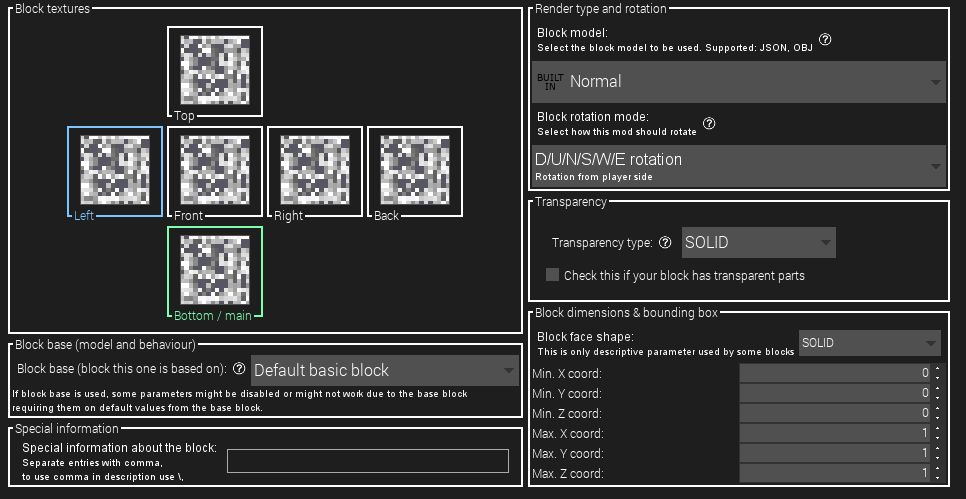 Block textures
Top
Left
Front
Right
Back
Bottom / main
Block base (model and behaviour)
Block base (block this one is based on): ?
Default basic block
If block base is used, some parameters might be disabled or might not work due to the base block
requiring them on default values from the base block.
Special information
Special information about the block:
Separate entries with comma,
to use comma in description use \,
Render type and rotation
Block model:
Select the block model to be used. Supported: JSON, OBJ ?
BUILT
IN
Normal
Block rotation mode:
Select how this mod should rotate ?
D/U/N/S/W/E rotation
Rotation from player side
Transparency
Transparency type: ? SOLID
Check this if your block has transparent parts
Block dimensions & bounding box
Block face shape:
This is only descriptive parameter used by some blocks
SOLID
Min. X coord: 0
Min. Y coord: 0
Min. Z coord: 0
Max. X coord: 1
Max. Y coord: 1
Max. Z coord: 1